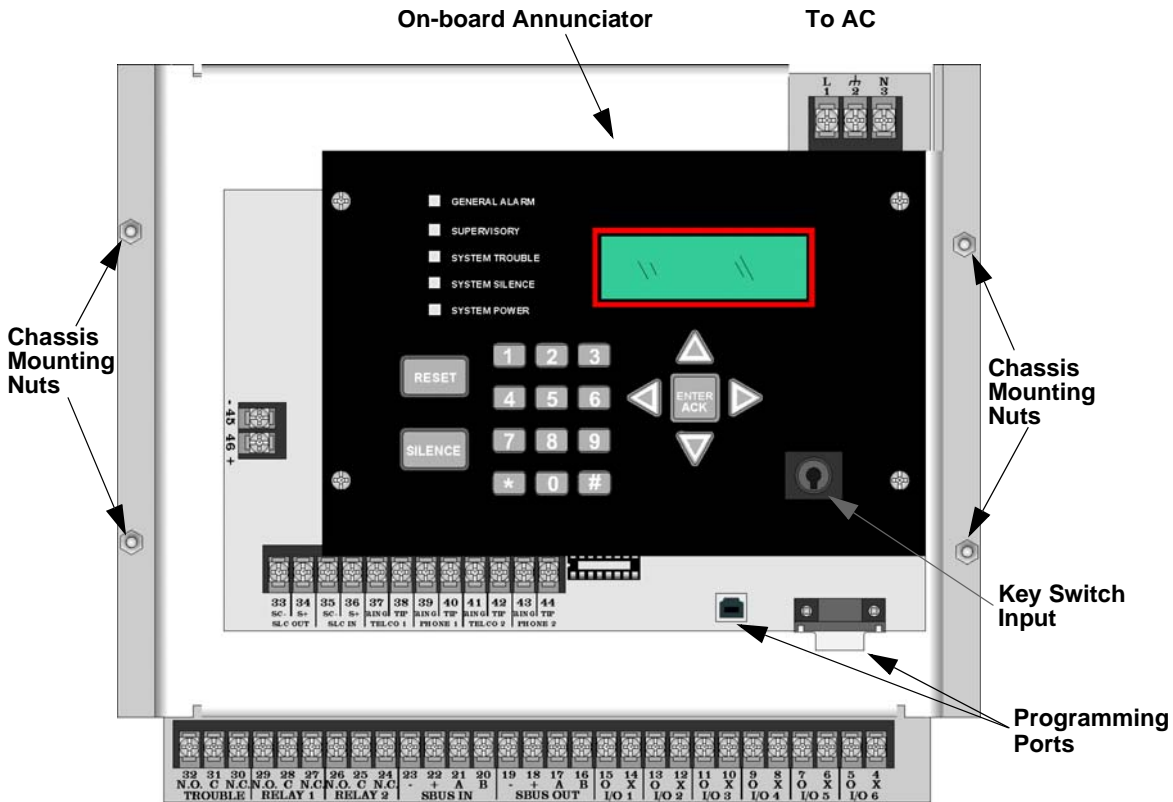 On-board Annunciator
To AC
L N
1 2 3
GENERAL ALARM
SUPERVISORY
SYSTEM TROUBLE
SYSTEM SILENCE
SYSTEM POWER
Chassis
Mounting
Nuts
RESET
SILENCE
1 2 3
4 5 6
7 8 9
* 0 #
ENTER
ACK
Chassis
Mounting
Nuts
- 45 46 +
33 34 35 36 37 38 39 40 41 42 43 44
SC- S+ SC- S+ RING TIP RING TIP RING TIP RING TIP
SLC OUT SLC IN TELCO 1 PHONE 1 TELCO 2 PHONE 2
Key Switch
Input
Programming
Ports
32 31 30 29 28 27 26 25 24 23 22 21 20 19 18 17 16 15 14 13 12 11 10 9 8 7 6 5 4
N.O. C N.C. N.O. C N.C. N.O. C N.C. - + A B - + A B O X O X O X O X O X O X
TROUBLE RELAY 1 RELAY 2 SBUS IN SBUS OUT I/O 1 I/O 2 I/O 3 I/O 4 I/O 5 I/O 6